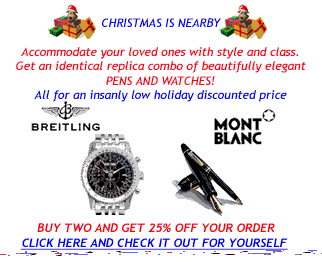 CHRISTMAS IS NEARBY
Accommodate your loved ones with style and class.
Get an identical replica combo of beautifully elegant
PENS AND WATCHES!
All for an insanly low holiday discounted price
BREITLING
MONT
BLANC
BUY TWO AND GET 25% OFF YOUR ORDER
CLICK HERE AND CHECK IT OUT FOR YOURSELF